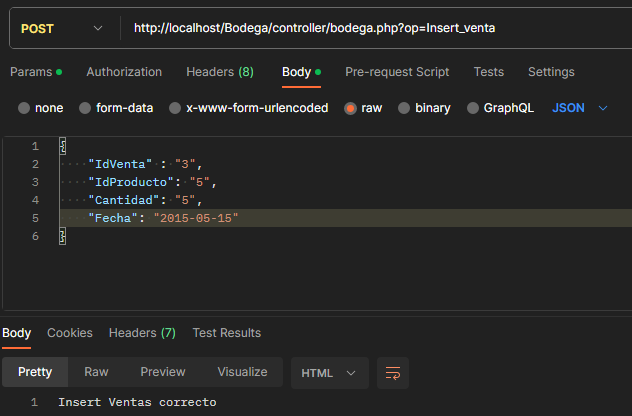 POST http://localhost/Bodega/controller/bodega.php?op=Insert_venta
Params Authorization Headers (8) Body Pre-request Script Tests Settings
none form-data x-www-form-urlencoded raw binary GraphQL JSON
1 {
2 "IdVenta" : "3",
3 "IdProducto": "5",
4 "Cantidad": "5",
5 "Fecha": "2015-05-15"
6 }
Body Cookies Headers (7) Test Results
Pretty Raw Preview Visualize HTML
1 Insert Ventas correcto